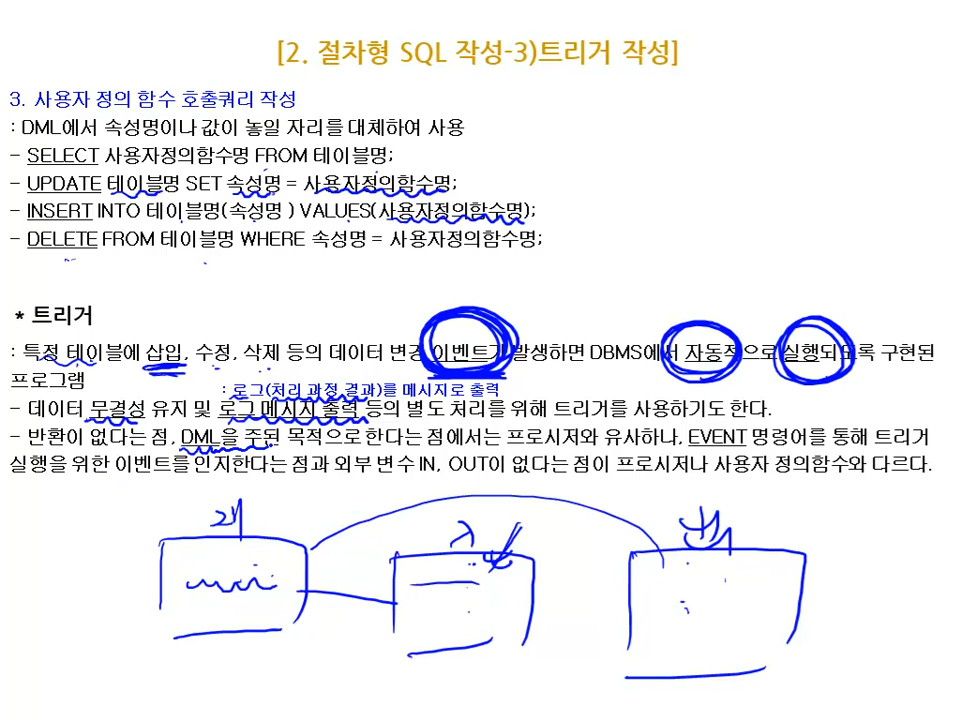 [2. 절차형 SQL 작성-3)트리거 작성]
3. 사용자 정의 함수 호출쿼리 작성
: DML에서 속성명이나 값이 놓일 자리를 대체하여 사용
- SELECT 사용자정의함수명 FROM 테이블명;
- UPDATE 테이블명 SET 속성명 = 사용자정의함수명;
- INSERT INTO 테이블명(속성명 ) VALUES(사용자정의함수명);
- DELETE FROM 테이블명 WHERE 속성명 = 사용자정의함수명;
* 트리거
: 특정 테이블에 삽입, 수정, 삭제 등의 데이터 변경 이벤트가 발생하면 DBMS에서 자동적으로 실행되도록 구현된
프로그램
: 로그(처리 과정 결과)를 메시지로 출력
- 데이터 무결성 유지 및 로그 메시지 출력 등의 별도 처리를 위해 트리거를 사용하기도 한다.
- 반환이 없다는 점, DML을 주된 목적으로 한다는 점에서는 프로시저와 유사하나, EVENT 명령어를 통해 트리거
실행을 위한 이벤트를 인지한다는 점과 외부 변수 IN, OUT이 없다는 점이 프로시저나 사용자 정의함수와 다르다.